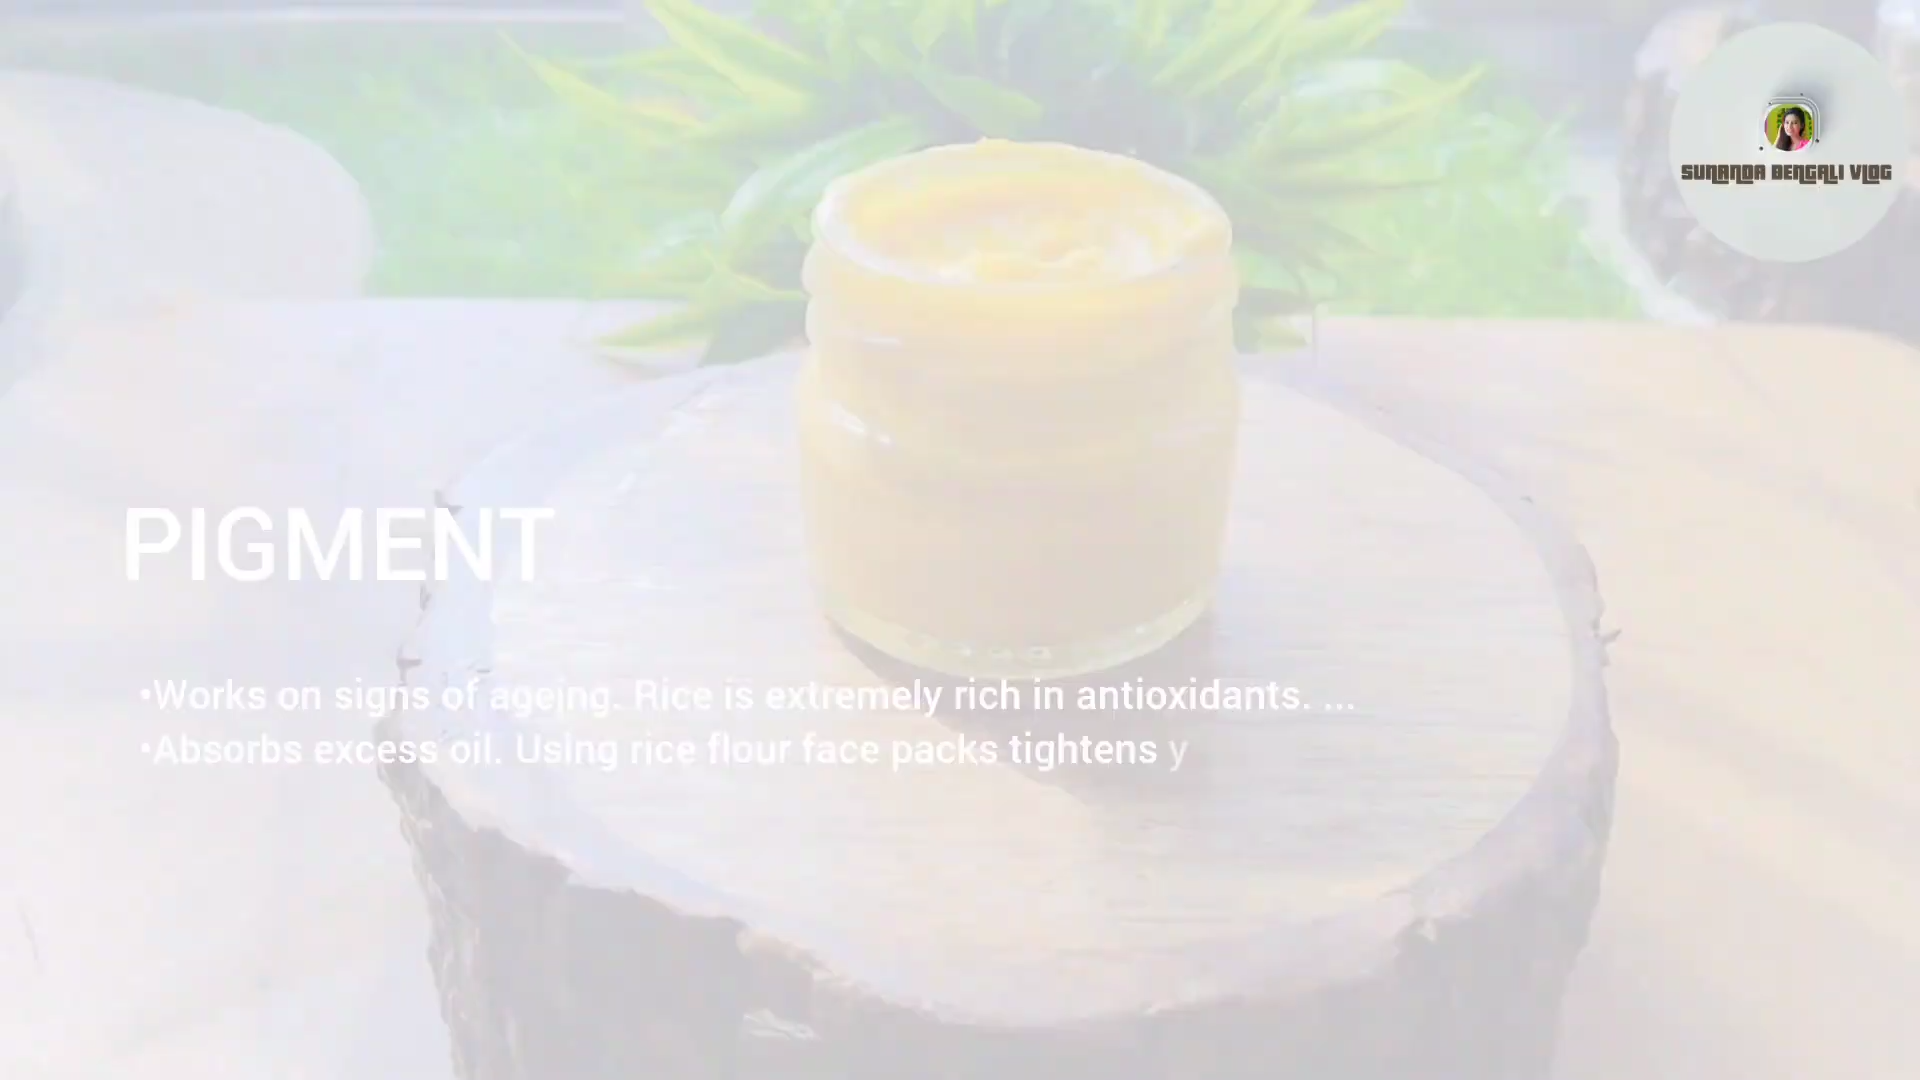 SUNANDA BENGALI VLOG
PIGMENT
•Works on signs of ageing. Rice is extremely rich in antioxidants. ...
•Absorbs excess oil. Using rice flour face packs tightens y